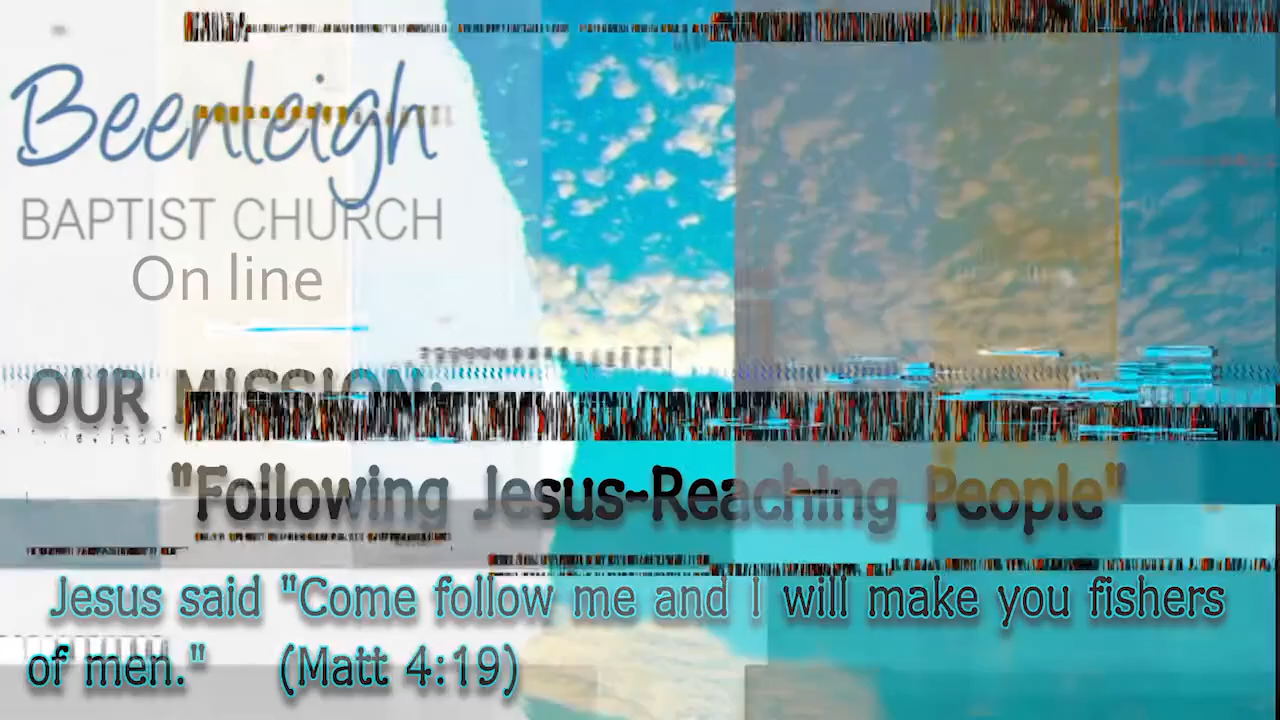 Beenleigh
BAPTIST CHURCH
On line
OUR MISSION:
"Following Jesus-Reaching People"
Jesus said "Come follow me and I will make you fishers
of men." (Matt 4:19)